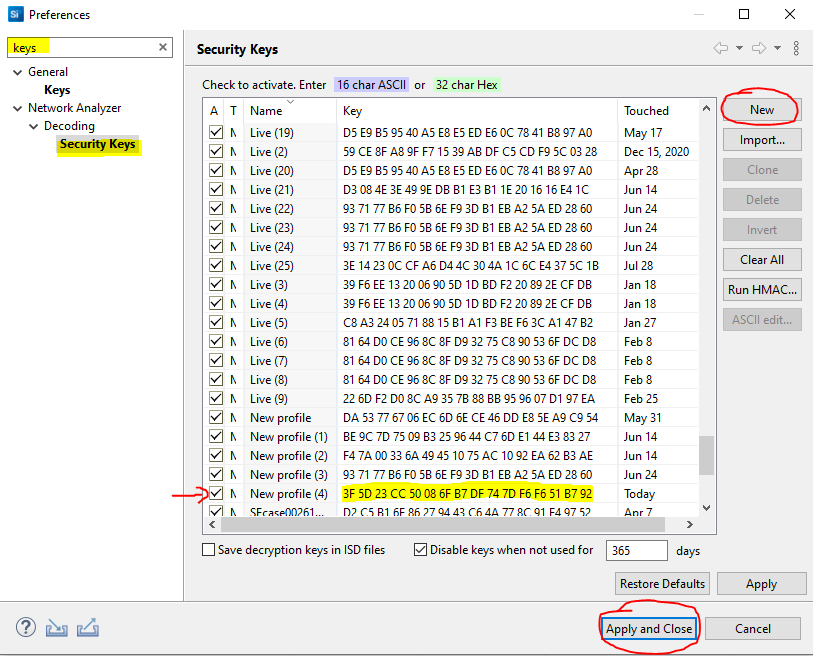 Si Preferences
keys
Security Keys
General
Keys
Network Analyzer
Decoding
Security Keys
Check to activate. Enter 16 char ASCII or 32 char Hex
A T Name Key Touched
Live (19) D5 E9 B5 95 40 A5 E8 E5 ED E6 0C 78 41 B8 97 A0 May 17
Live (2) 59 CE 8F A8 9F F7 15 39 AB DF C5 CD F9 5C 03 28 Dec 15, 2020
Live (20) D5 E9 B5 95 40 A5 E8 E5 ED E6 0C 78 41 B8 97 A0 Apr 28
Live (21) D3 08 4E 3E 49 9E DB B1 E3 B1 1E 20 16 16 E4 1C Jun 14
Live (22) 93 71 77 B6 F0 5B 6E F9 3D B1 EB A2 5A ED 28 60 Jun 24
Live (23) 93 71 77 B6 F0 5B 6E F9 3D B1 EB A2 5A ED 28 60 Jun 24
Live (24) 93 71 77 B6 F0 5B 6E F9 3D B1 EB A2 5A ED 28 60 Jun 24
Live (25) 3E 14 23 0C CF A6 D4 4C 30 4A 1C 6C E4 37 5C 1B Jul 28
Live (3) 39 F6 EE 13 20 06 90 5D 1D BD F2 20 89 2E CF DB Jan 18
Live (4) 39 F6 EE 13 20 06 90 5D 1D BD F2 20 89 2E CF DB Jan 18
Live (5) C8 A3 24 05 71 88 15 B1 A1 F3 BE F6 3C A1 47 B2 Jan 27
Live (6) 81 64 D0 CE 96 8C 8F D9 32 75 C8 90 53 6F DC D8 Feb 8
Live (7) 81 64 D0 CE 96 8C 8F D9 32 75 C8 90 53 6F DC D8 Feb 8
Live (8) 81 64 D0 CE 96 8C 8F D9 32 75 C8 90 53 6F DC D8 Feb 8
Live (9) 22 6D F2 D0 8C A9 35 7B 88 BB 95 96 07 D1 97 EA Feb 25
New profile DA 53 77 67 06 EC 6D 6E CE 46 DD E8 5E A9 C9 54 May 31
New profile (1) BE 9C 7D 75 09 B3 25 96 44 C7 6D E1 44 E3 83 27 Jun 14
New profile (2) F4 7A 00 33 6A 49 45 10 75 AC 10 92 EA 62 B3 AE Jun 14
New profile (3) 93 71 77 B6 F0 5B 6E F9 3D B1 EB A2 5A ED 28 60 Jun 24
New profile (4) 3F 5D 23 CC 50 08 6F B7 DF 74 7D F6 F6 51 B7 92 Today
SFcase00261... D2 C5 B1 6F 86 27 94 43 C6 4A 77 8C 91 F4 97 52 Apr 7
New
Import...
Clone
Delete
Invert
Clear All
Run HMAC...
ASCII edit...
Save decryption keys in ISD files Disable keys when not used for 365 days
Restore Defaults Apply
Apply and Close Cancel